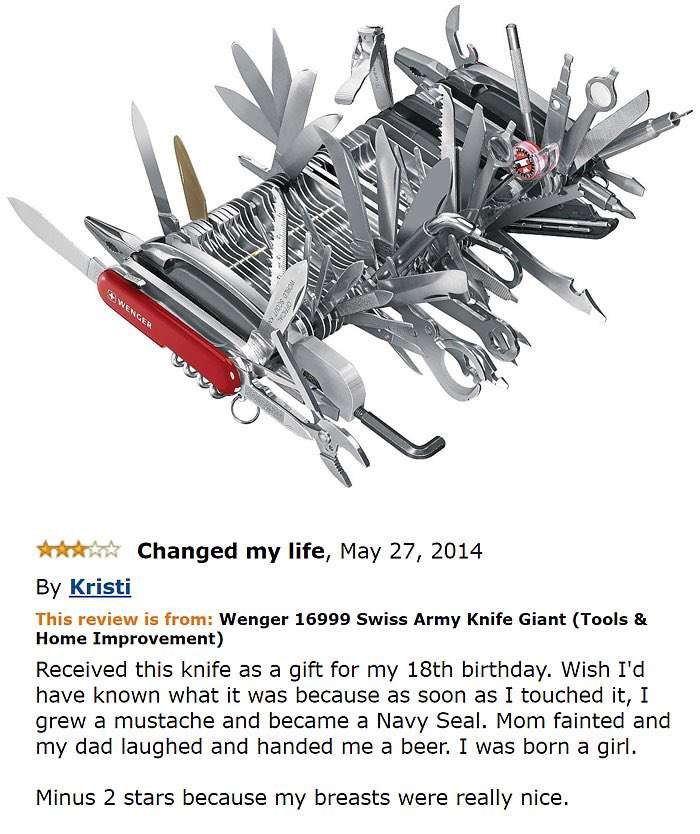 WENGER
Changed my life, May 27, 2014
By Kristi
This review is from: Wenger 16999 Swiss Army Knife Giant (Tools &
Home Improvement)
Received this knife as a gift for my 18th birthday. Wish I'd
have known what it was because as soon as I touched it, I
grew a mustache and became a Navy Seal. Mom fainted and
my dad laughed and handed me a beer. I was born a girl.
Minus 2 stars because my breasts were really nice.